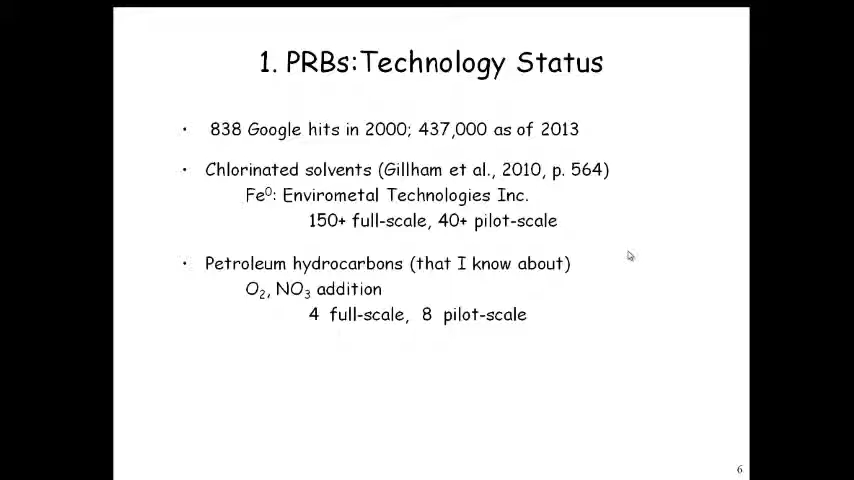 1. PRBs:Technology Status
· 838 Google hits in 2000; 437,000 as of 2013
· Chlorinated solvents (Gillham et al., 2010, p. 564)
Fe⁰: Envirometal Technologies Inc.
150+ full-scale, 40+ pilot-scale
· Petroleum hydrocarbons (that I know about)
O₂, NO₃ addition
4 full-scale, 8 pilot-scale
6